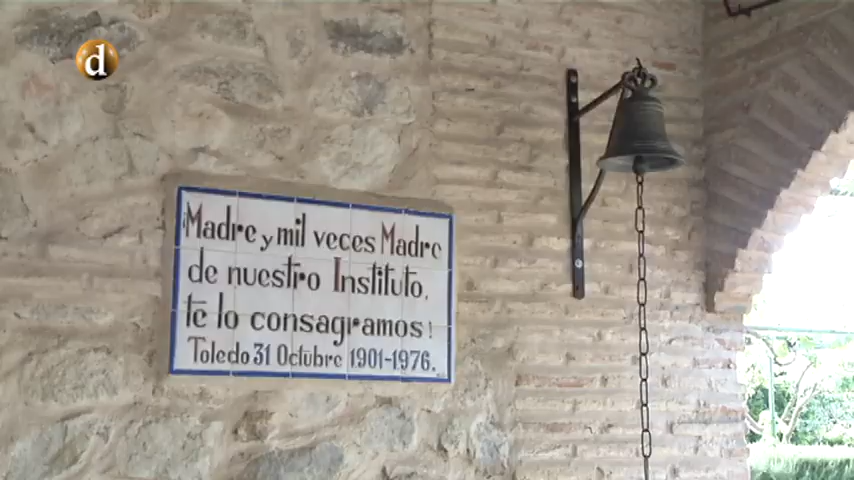 d
¡Madre y mil veces Madre
de nuestro Instituto,
te lo consagramos!
Toledo 31 Octubre 1901-1976.